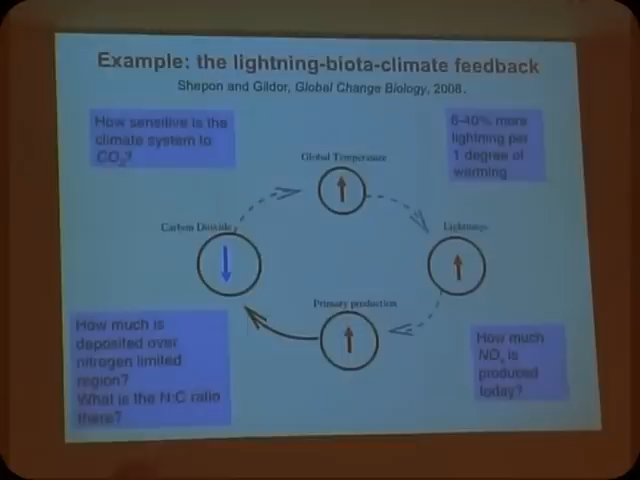 Example: the lightning-biota-climate feedback
Shepon and Gildor, Global Change Biology, 2008.
How sensitive is the
climate system to
CO₂?
6-40% more
lightning per
1 degree of
warming
Global Temperature
Carbon Dioxide
Lightnings
Primary production
How much is
deposited over
nitrogen limited
region?
What is the N:C ratio
there?
How much
NOₓ is
produced
today?